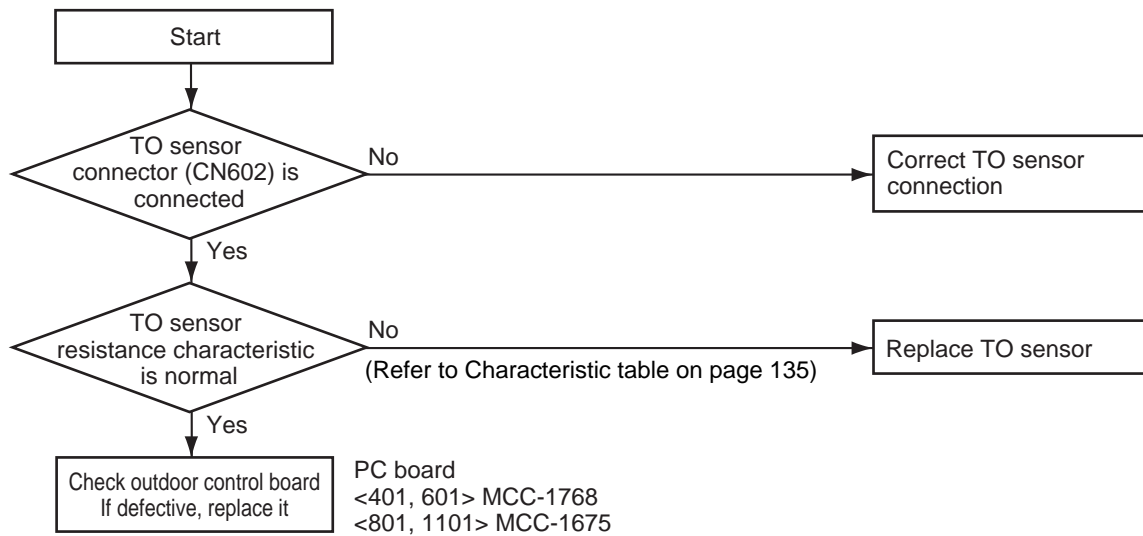 Start
TO sensor
connector (CN602) is
connected
No
Correct TO sensor
connection
Yes
TO sensor
resistance characteristic
is normal
No
(Refer to Characteristic table on page 135)
Replace TO sensor
Yes
Check outdoor control board
If defective, replace it
PC board
<401, 601> MCC-1768
<801, 1101> MCC-1675